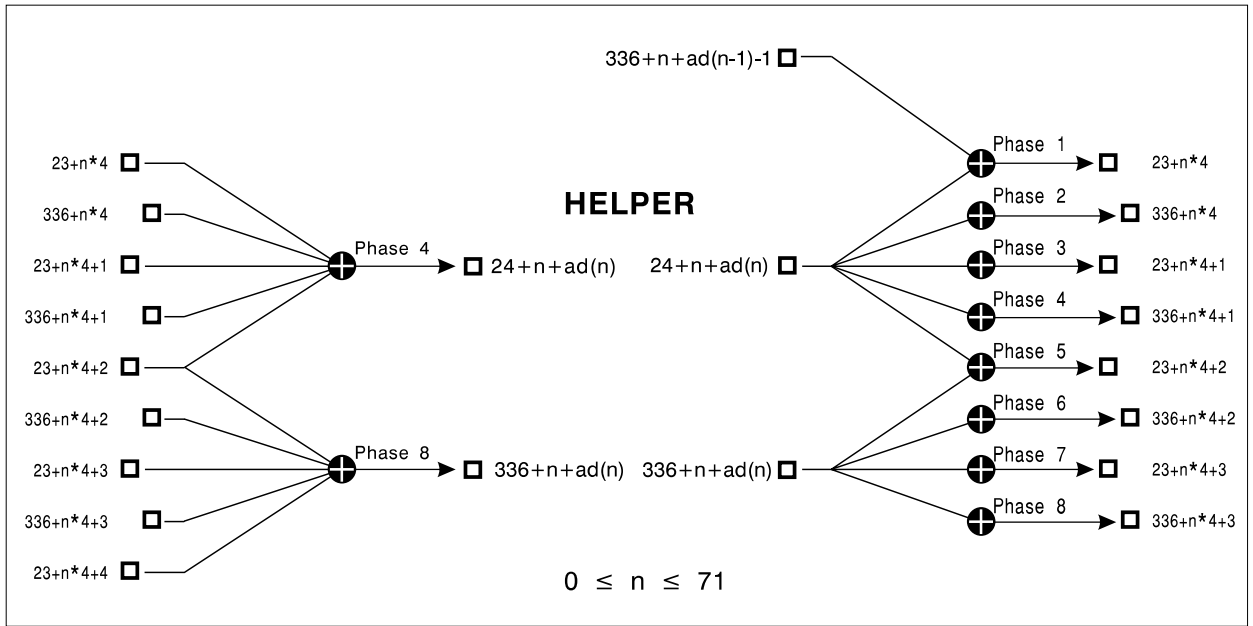 336+n+ad(n-1)-1
23+n*4
336+n*4
23+n*4+1
336+n*4+1
23+n*4+2
336+n*4+2
23+n*4+3
336+n*4+3
23+n*4+4
Phase 4
24+n+ad(n)
Phase 8
336+n+ad(n)
HELPER
24+n+ad(n)
336+n+ad(n)
Phase 1
23+n*4
Phase 2
336+n*4
Phase 3
23+n*4+1
Phase 4
336+n*4+1
Phase 5
23+n*4+2
Phase 6
336+n*4+2
Phase 7
23+n*4+3
Phase 8
336+n*4+3
0 ≤ n ≤ 71